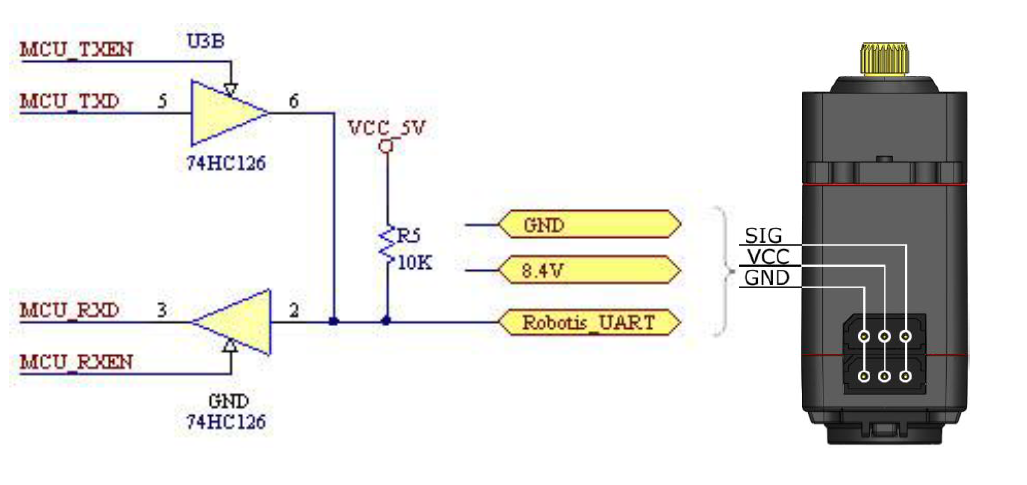 MCU_TXEN
U3B
MCU_TXD
5
6
74HC126
VCC_5V
R5
10K
GND
8.4V
MCU_RXD
3
2
Robotis_UART
MCU_RXEN
GND
74HC126
SIG
VCC
GND